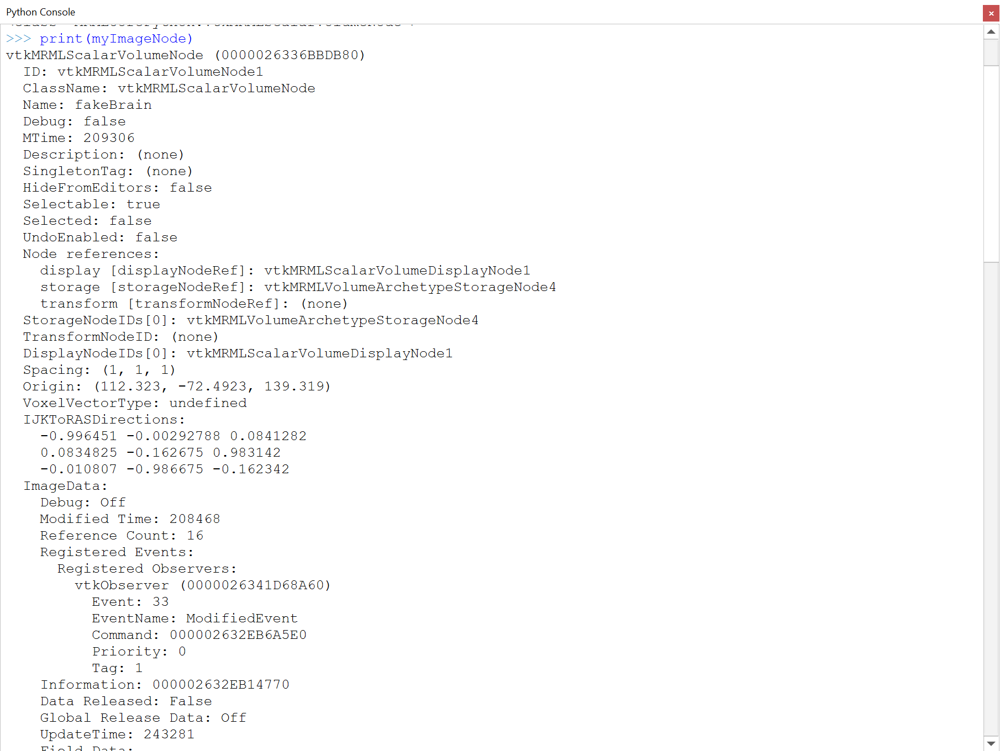 Python Console
>>> print(myImageNode)
vtkMRMLScalarVolumeNode (0000026336BBDB80)
  ID: vtkMRMLScalarVolumeNode1
  ClassName: vtkMRMLScalarVolumeNode
  Name: fakeBrain
  Debug: false
  MTime: 209306
  Description: (none)
  SingletonTag: (none)
  HideFromEditors: false
  Selectable: true
  Selected: false
  UndoEnabled: false
  Node references:
    display [displayNodeRef]: vtkMRMLScalarVolumeDisplayNode1
    storage [storageNodeRef]: vtkMRMLVolumeArchetypeStorageNode4
    transform [transformNodeRef]: (none)
  StorageNodeIDs[0]: vtkMRMLVolumeArchetypeStorageNode4
  TransformNodeID: (none)
  DisplayNodeIDs[0]: vtkMRMLScalarVolumeDisplayNode1
  Spacing: (1, 1, 1)
  Origin: (112.323, -72.4923, 139.319)
  VoxelVectorType: undefined
  IJKToRASDirections:
    -0.996451 -0.00292788 0.0841282
    0.0834825 -0.162675 0.983142
    -0.010807 -0.986675 -0.162342
  ImageData:
    Debug: Off
    Modified Time: 208468
    Reference Count: 16
    Registered Events:
      Registered Observers:
        vtkObserver (0000026341D68A60)
          Event: 33
          EventName: ModifiedEvent
          Command: 000002632EB6A5E0
          Priority: 0
          Tag: 1
    Information: 000002632EB14770
    Data Released: False
    Global Release Data: Off
    UpdateTime: 243281
    Field Data: